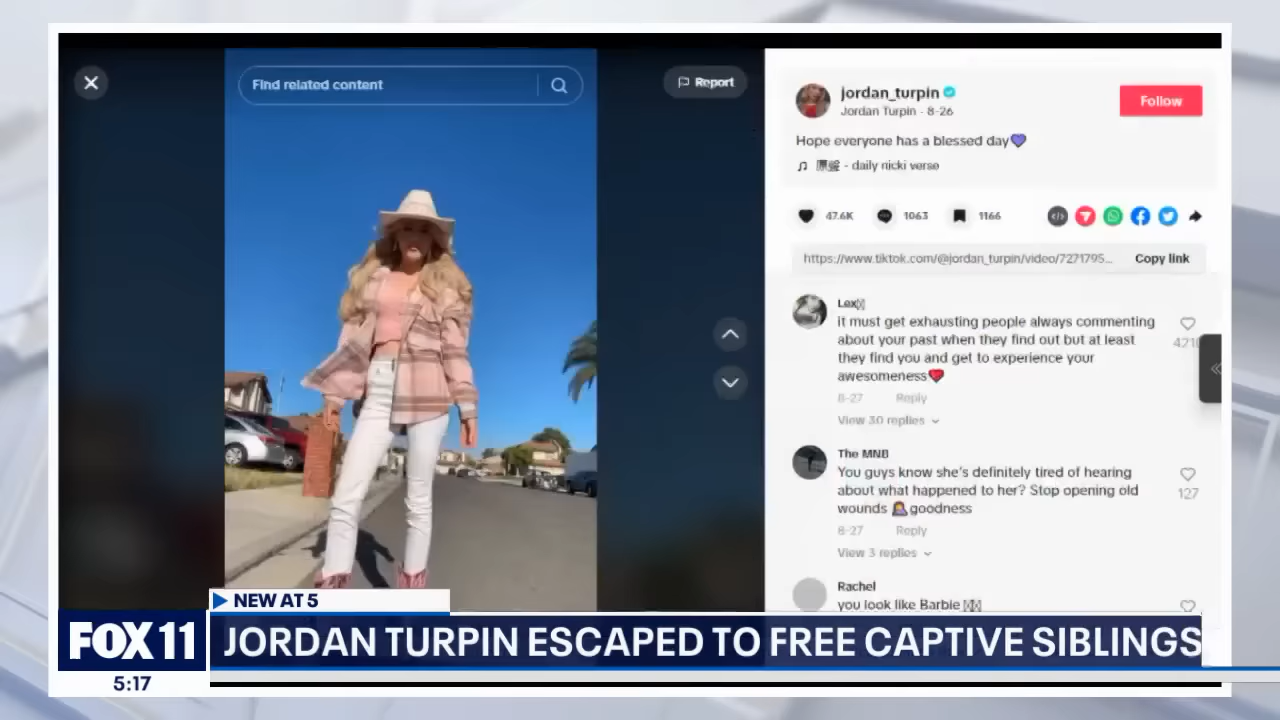 Find related content
Report
jordan_turpin
Jordan Turpin · 8-26
Follow
Hope everyone has a blessed day💜
原盤 - daily nicki verse
47.6K
1063
1166
https://www.tiktok.com/@jordan_turpin/video/7271795...
Copy link
Lex
it must get exhausting people always commenting
about your past when they find out but at least
they find you and get to experience your
awesomeness❤️
421
8-27 Reply
View 30 replies
The MNB
You guys know she's definitely tired of hearing
about what happened to her? Stop opening old
wounds 🤦‍♀️ goodness
127
8-27 Reply
View 3 replies
Rachel
you look like Barbie
NEW AT 5
FOX 11
JORDAN TURPIN ESCAPED TO FREE CAPTIVE SIBLINGS
5:17